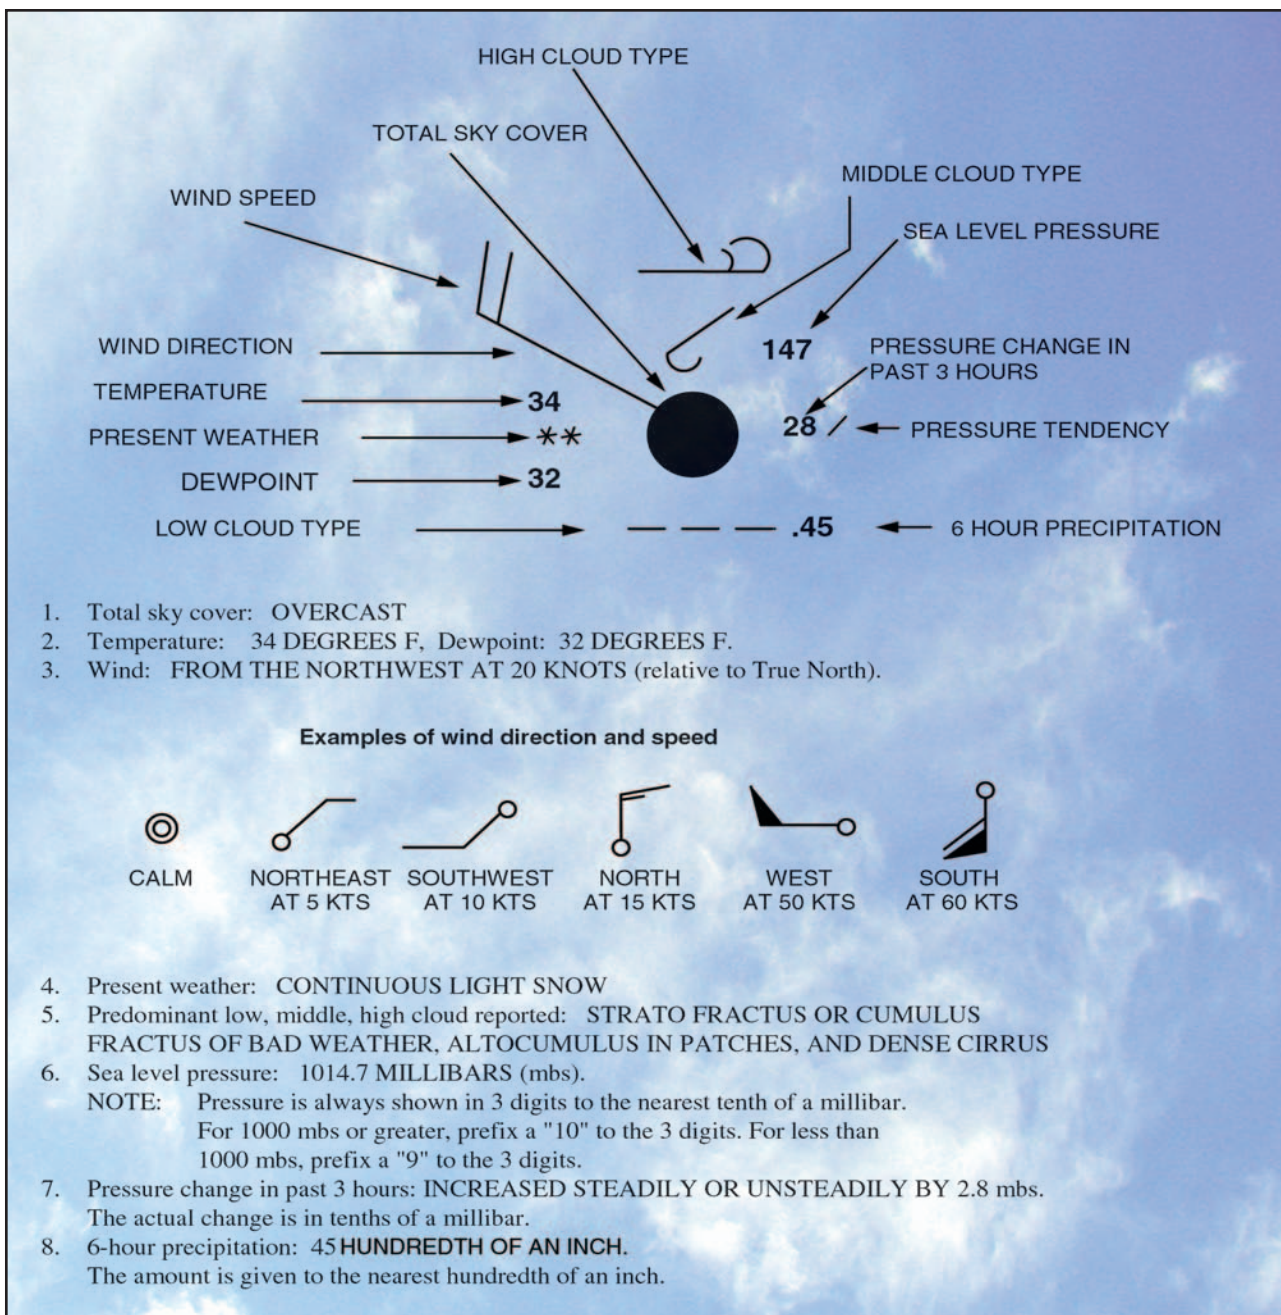 HIGH CLOUD TYPE
TOTAL SKY COVER
MIDDLE CLOUD TYPE
WIND SPEED
SEA LEVEL PRESSURE
147
WIND DIRECTION
PRESSURE CHANGE IN
PAST 3 HOURS
TEMPERATURE
34
28
PRESSURE TENDENCY
PRESENT WEATHER
**
DEWPOINT
32
LOW CLOUD TYPE
.45
6 HOUR PRECIPITATION
1. Total sky cover: OVERCAST
2. Temperature: 34 DEGREES F, Dewpoint: 32 DEGREES F.
3. Wind: FROM THE NORTHWEST AT 20 KNOTS (relative to True North).
Examples of wind direction and speed
CALM
NORTHEAST
AT 5 KTS
SOUTHWEST
AT 10 KTS
NORTH
AT 15 KTS
WEST
AT 50 KTS
SOUTH
AT 60 KTS
4. Present weather: CONTINUOUS LIGHT SNOW
5. Predominant low, middle, high cloud reported: STRATO FRACTUS OR CUMULUS
FRACTUS OF BAD WEATHER, ALTOCUMULUS IN PATCHES, AND DENSE CIRRUS
6. Sea level pressure: 1014.7 MILLIBARS (mbs).
NOTE: Pressure is always shown in 3 digits to the nearest tenth of a millibar.
For 1000 mbs or greater, prefix a "10" to the 3 digits. For less than
1000 mbs, prefix a "9" to the 3 digits.
7. Pressure change in past 3 hours: INCREASED STEADILY OR UNSTEADILY BY 2.8 mbs.
The actual change is in tenths of a millibar.
8. 6-hour precipitation: 45 HUNDREDTH OF AN INCH.
The amount is given to the nearest hundredth of an inch.